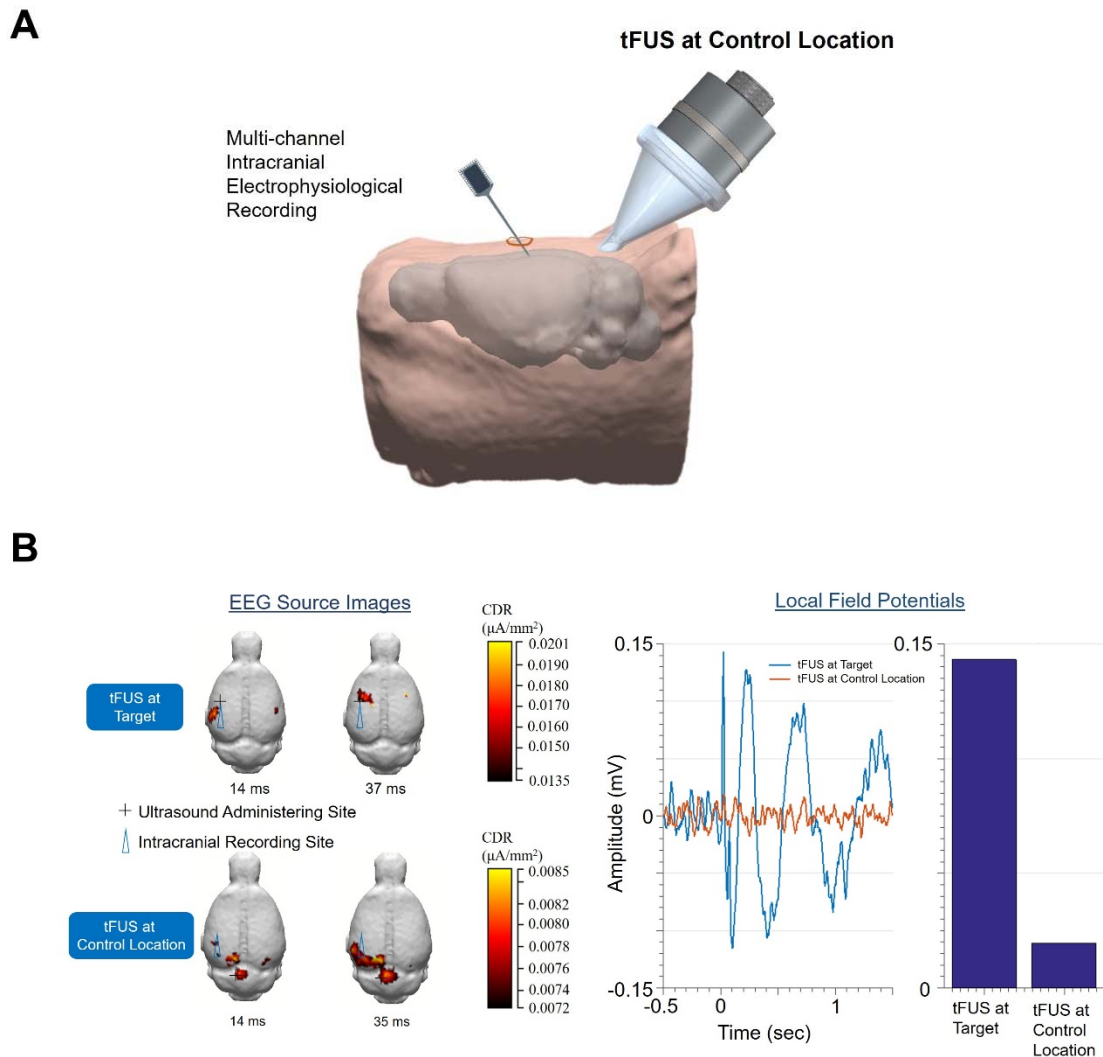 A
tFUS at Control Location
Multi-channel
Intracranial
Electrophysiological
Recording
B
EEG Source Images
CDR
(μA/mm²)
0.0201
0.0190
0.0180
0.0170
0.0160
0.0150
0.0135
tFUS at
Target
14 ms
37 ms
Ultrasound Administering Site
Intracranial Recording Site
CDR
(μA/mm²)
0.0085
0.0082
0.0080
0.0078
0.0076
0.0074
0.0072
tFUS at
Control Location
14 ms
35 ms
Local Field Potentials
0.15
0
-0.15
Amplitude (mV)
tFUS at Target
tFUS at Control Location
-0.5
0
1
Time (sec)
0.15
0
tFUS at
Target
tFUS at
Control
Location